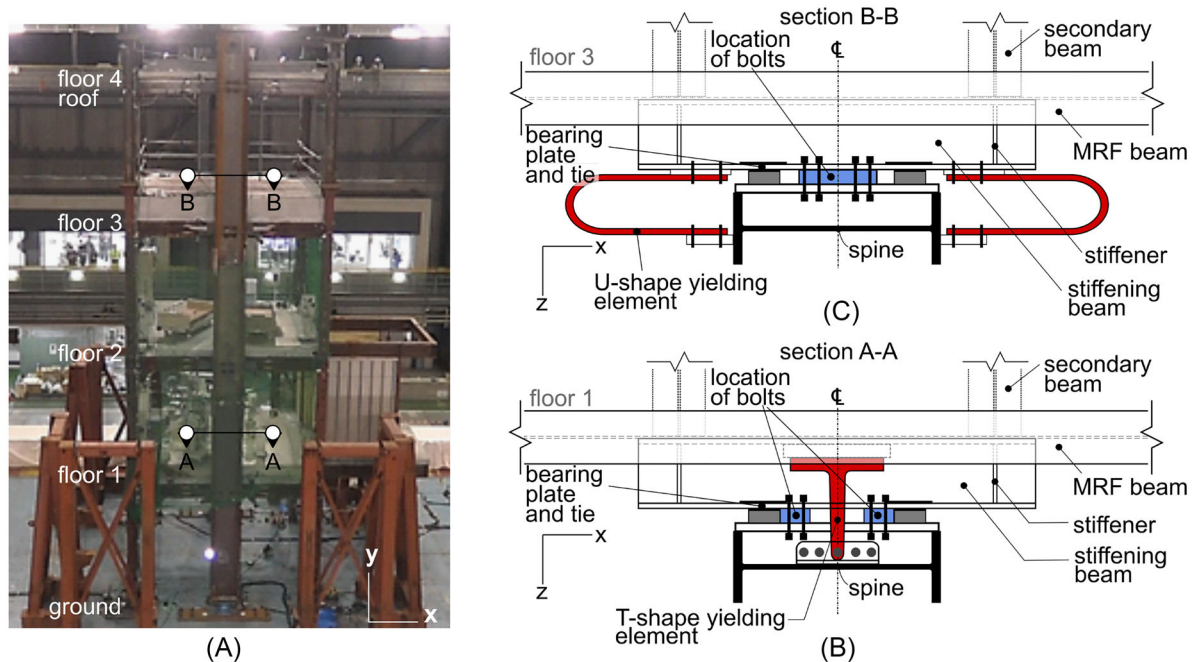 floor 4
roof
B
B
floor 3
floor 2
A
A
floor 1
ground
y
x
(A)
section B-B
location
of bolts
℄
secondary
beam
floor 3
bearing
plate
and tie
MRF beam
x
z
spine
stiffener
U-shape yielding
element
stiffening
beam
(C)
section A-A
location
of bolts
℄
secondary
beam
floor 1
bearing
plate
and tie
MRF beam
x
z
stiffener
spine
stiffening
beam
T-shape yielding
element
(B)